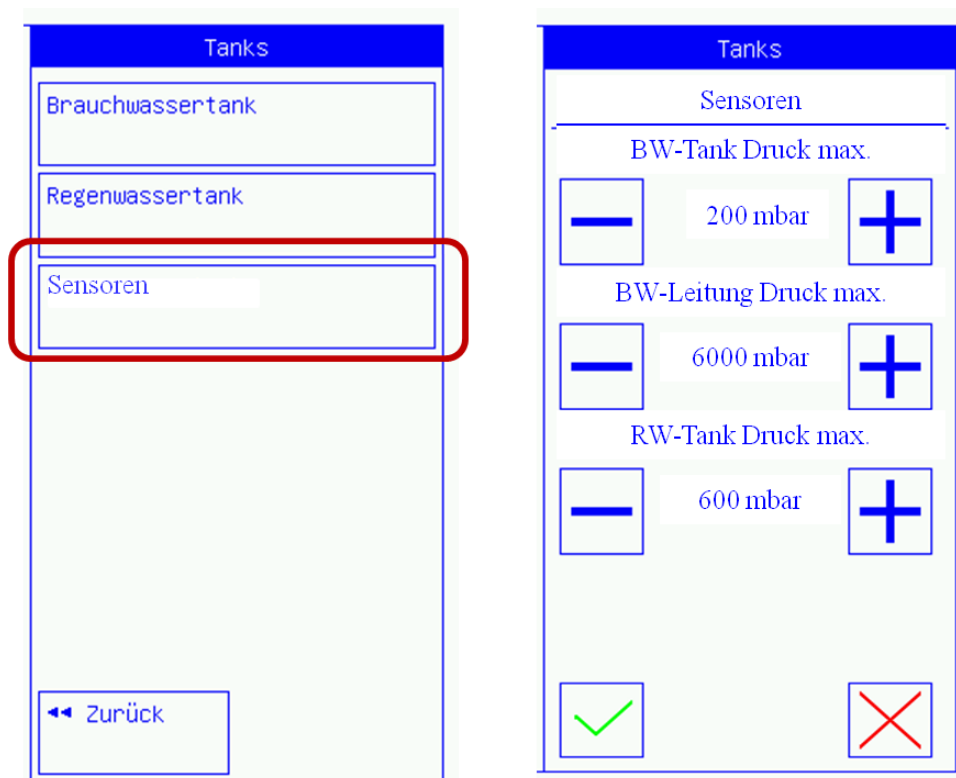 Tanks
Brauchwassertank
Regenwassertank
Sensoren
◄◄ Zurück
Tanks
Sensoren
BW-Tank Druck max.
200 mbar
BW-Leitung Druck max.
6000 mbar
RW-Tank Druck max.
600 mbar